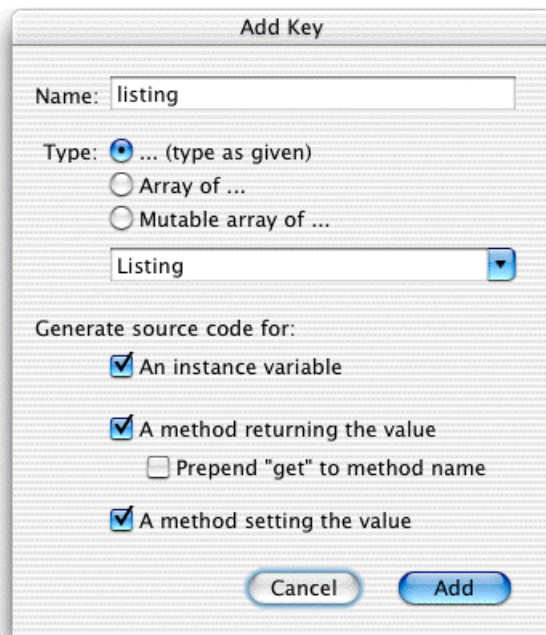 Add Key
Name: listing
Type: ... (type as given)
Array of ...
Mutable array of ...
Listing
Generate source code for:
An instance variable
A method returning the value
Prepend "get" to method name
A method setting the value
Cancel Add